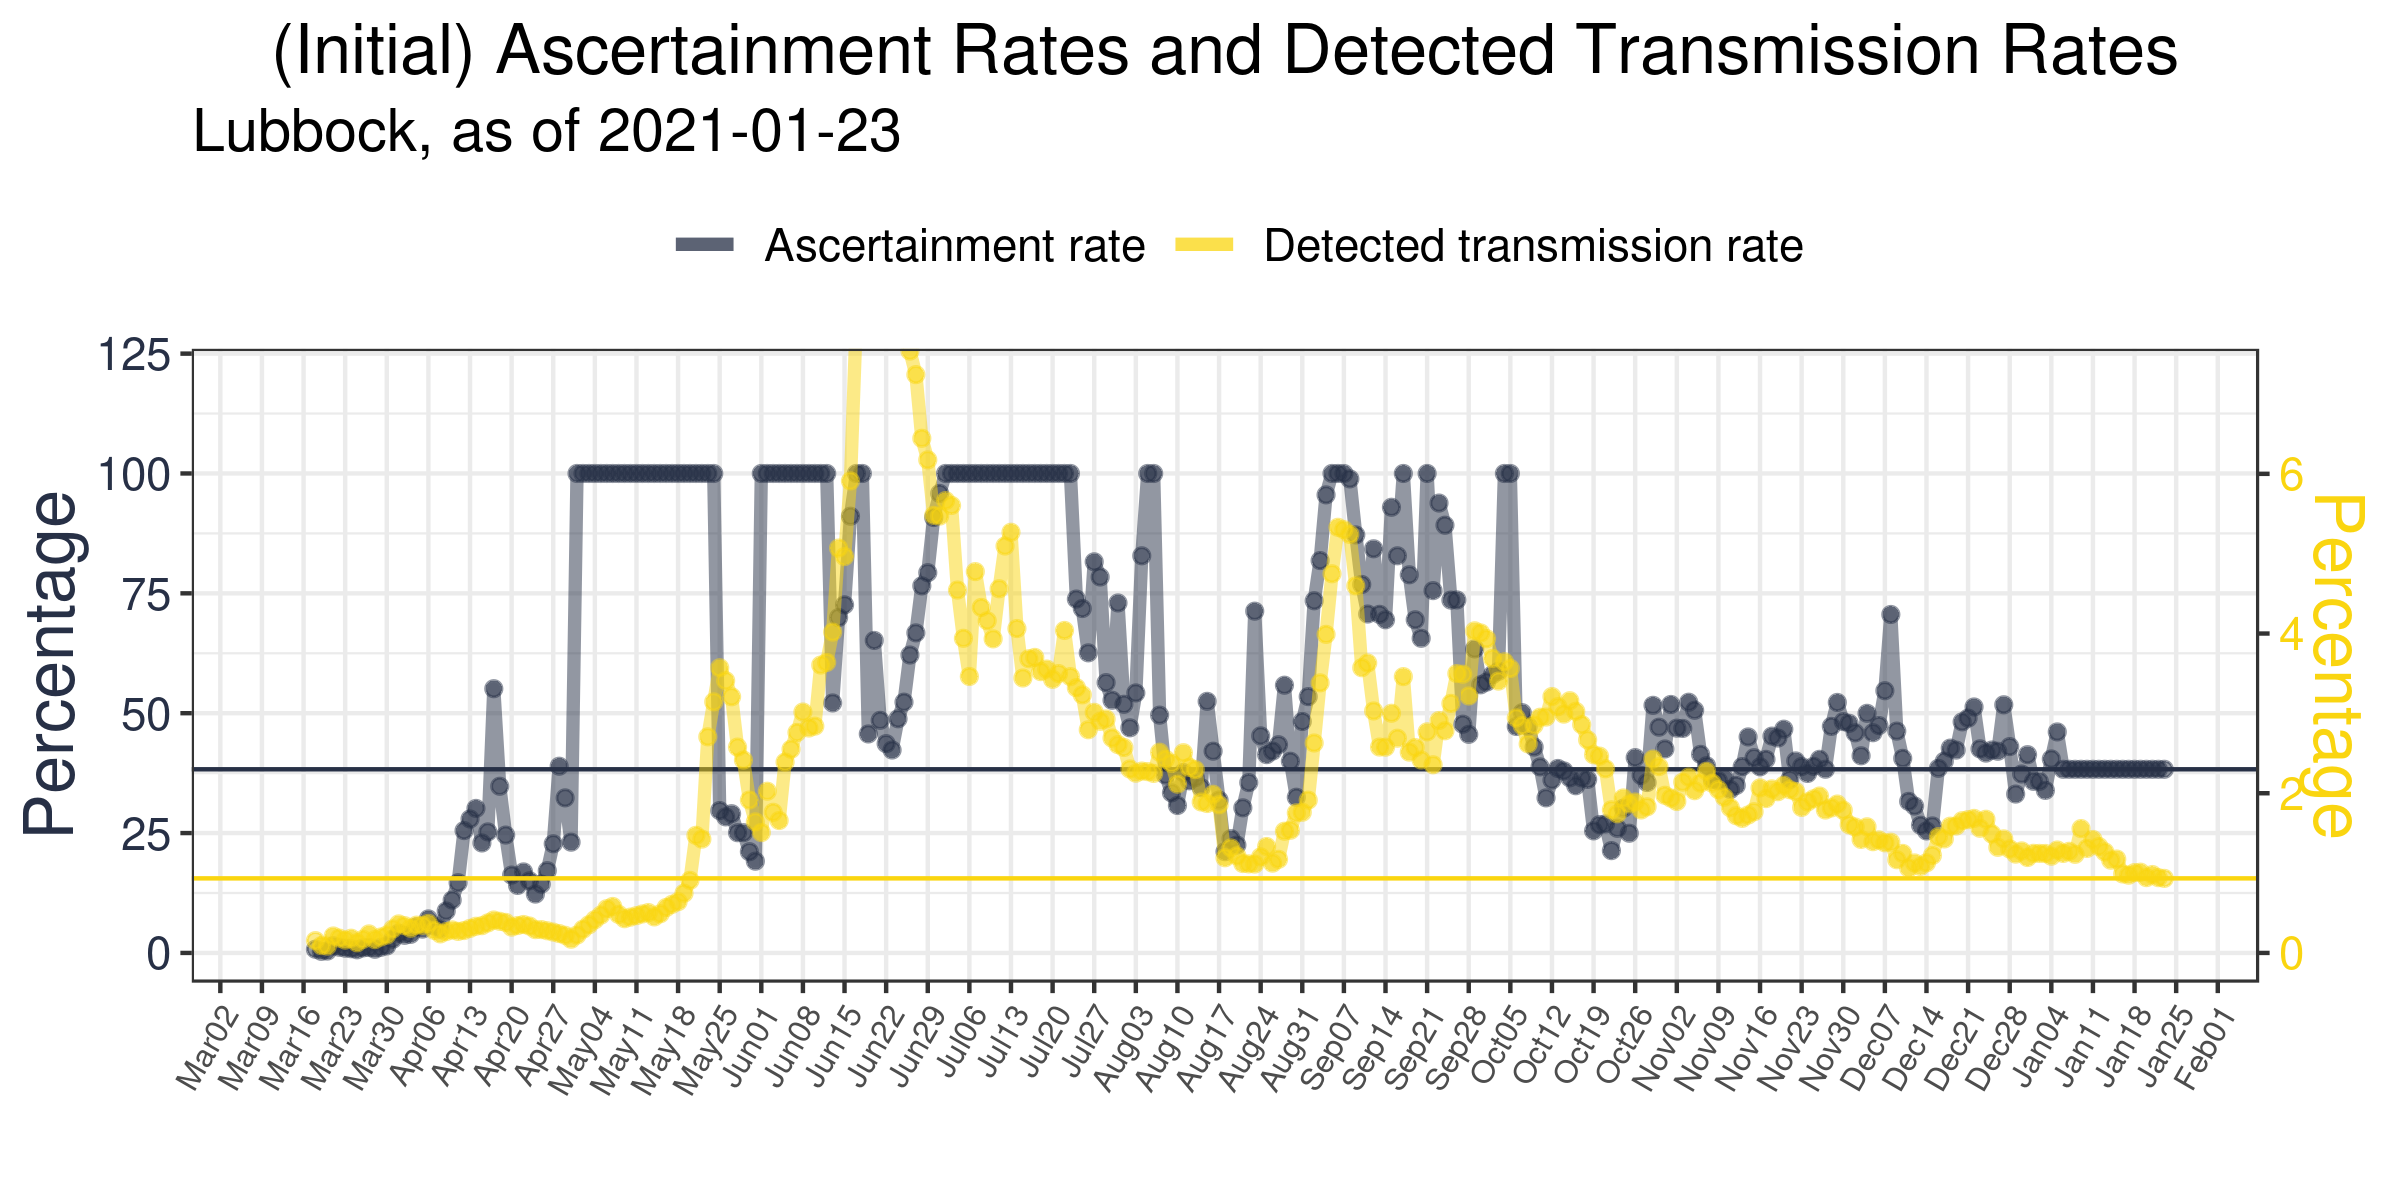 (Initial) Ascertainment Rates and Detected Transmission Rates
Lubbock, as of 2021-01-23
Ascertainment rate Detected transmission rate
Percentage
125
100
75
50
25
0
6
4
2
0
Percentage
Mar02 Mar09 Mar16 Mar23 Mar30 Apr06 Apr13 Apr20 Apr27 May04 May11 May18 May25 Jun01 Jun08 Jun15 Jun22 Jun29 Jul06 Jul13 Jul20 Jul27 Aug03 Aug10 Aug17 Aug24 Aug31 Sep07 Sep14 Sep21 Sep28 Oct05 Oct12 Oct19 Oct26 Nov02 Nov09 Nov16 Nov23 Nov30 Dec07 Dec14 Dec21 Dec28 Jan04 Jan11 Jan18 Jan25 Feb01